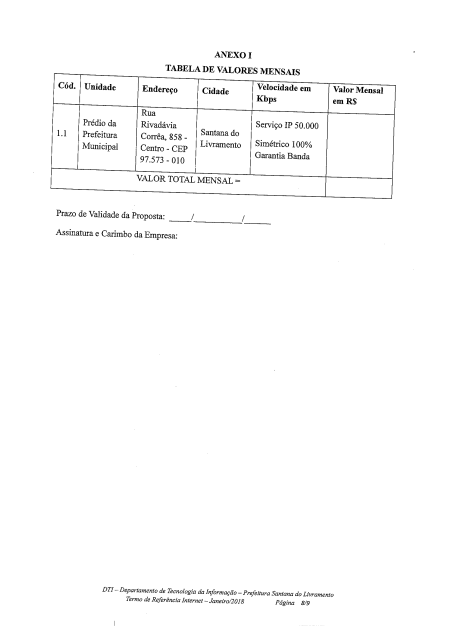 ANEXO I
TABELA DE VALORES MENSAIS
Cód. Unidade Endereço Cidade Velocidade em Kbps Valor Mensal em R$
1.1
Prédio da
Prefeitura
Municipal
Rua
Rivadávia
Corrêa, 858 -
Centro - CEP
97.573 - 010
Santana do
Livramento
Serviço IP 50.000
Simétrico 100%
Garantia Banda
VALOR TOTAL MENSAL =
Prazo de Validade da Proposta: _____/__________/______
Assinatura e Carimbo da Empresa:
DTI – Departamento de Tecnologia da Informação – Prefeitura Santana do Livramento
Termo de Referência Internet – Janeiro/2018 Página 8/9